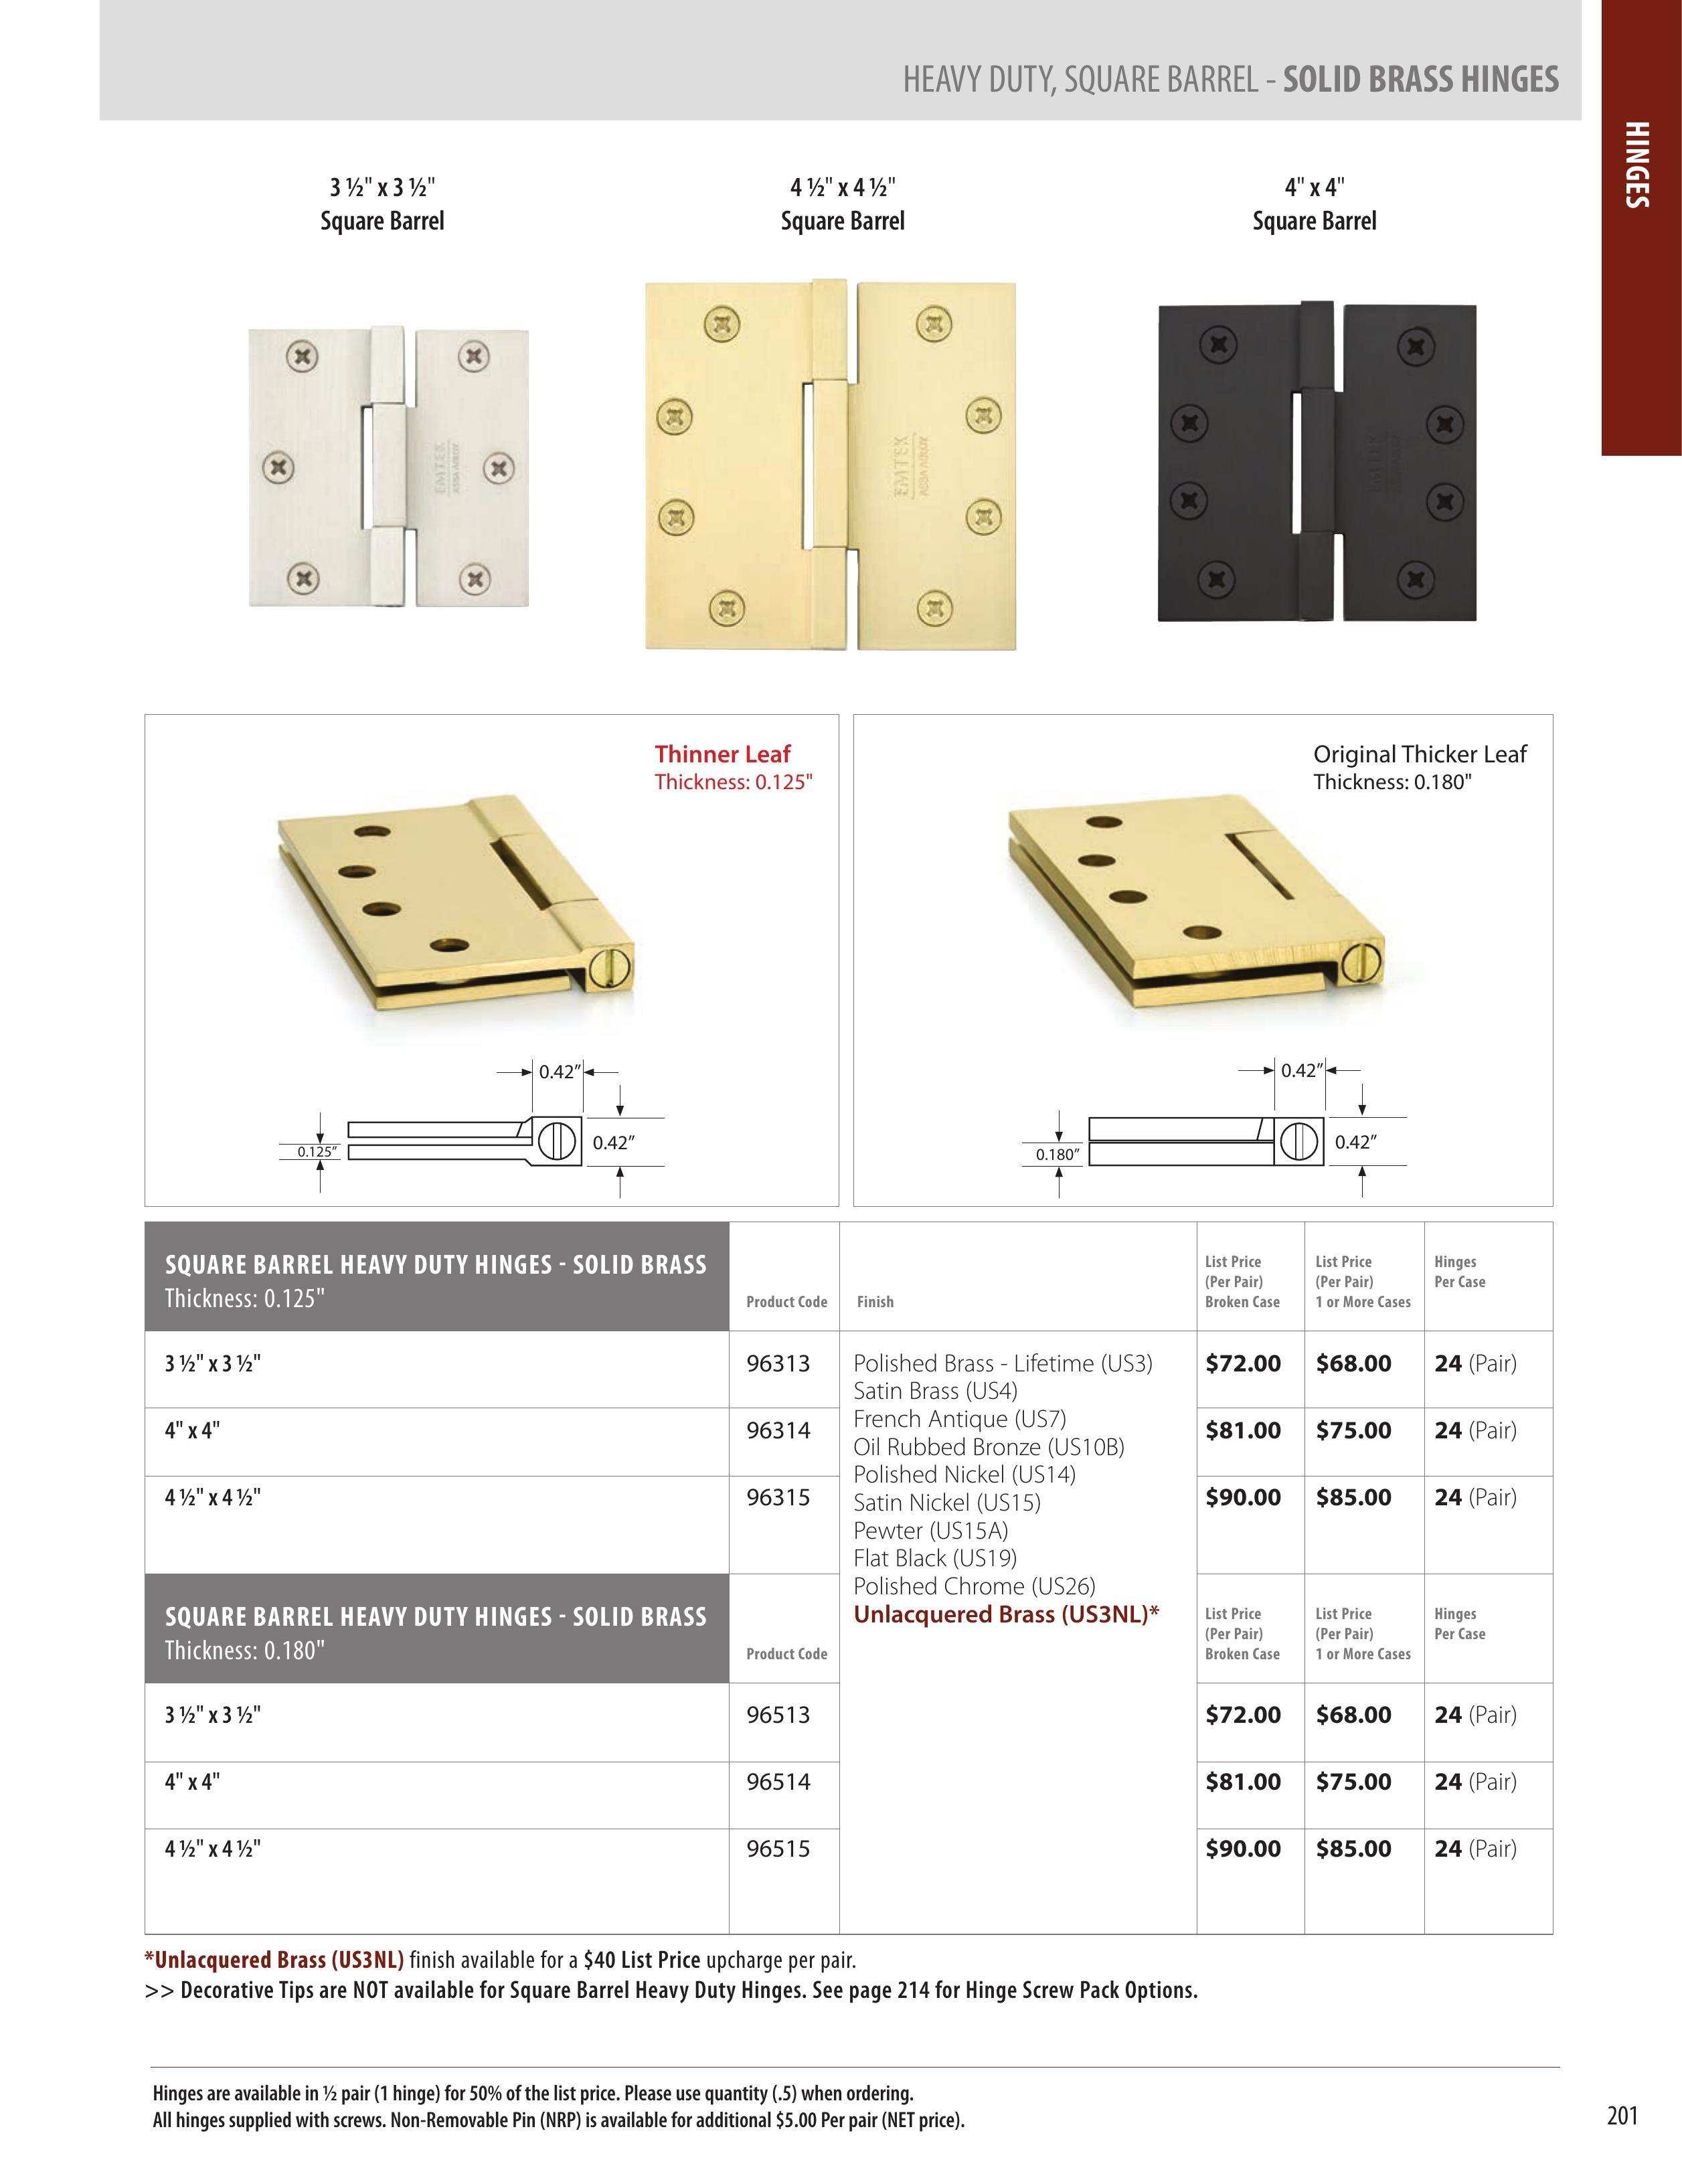 HEAVY DUTY, SQUARE BARREL - SOLID BRASS HINGES
HINGES
3 ½" x 3 ½"
Square Barrel
4 ½" x 4 ½"
Square Barrel
4" x 4"
Square Barrel
EMTEK
ASSA ABLOY
EMTEK
ASSA ABLOY
EMTEK
Thinner Leaf
Thickness: 0.125"
0.42”
0.42”
0.125”
Original Thicker Leaf
Thickness: 0.180"
0.42”
0.42”
0.180”
SQUARE BARREL HEAVY DUTY HINGES - SOLID BRASS
Thickness: 0.125"
Product Code
Finish
List Price
(Per Pair)
Broken Case
List Price
(Per Pair)
1 or More Cases
Hinges
Per Case
3 ½" x 3 ½"
96313
$72.00
$68.00
24 (Pair)
4" x 4"
96314
$81.00
$75.00
24 (Pair)
4 ½" x 4 ½"
96315
$90.00
$85.00
24 (Pair)
Polished Brass - Lifetime (US3)
Satin Brass (US4)
French Antique (US7)
Oil Rubbed Bronze (US10B)
Polished Nickel (US14)
Satin Nickel (US15)
Pewter (US15A)
Flat Black (US19)
Polished Chrome (US26)
Unlacquered Brass (US3NL)*
SQUARE BARREL HEAVY DUTY HINGES - SOLID BRASS
Thickness: 0.180"
Product Code
List Price
(Per Pair)
Broken Case
List Price
(Per Pair)
1 or More Cases
Hinges
Per Case
3 ½" x 3 ½"
96513
$72.00
$68.00
24 (Pair)
4" x 4"
96514
$81.00
$75.00
24 (Pair)
4 ½" x 4 ½"
96515
$90.00
$85.00
24 (Pair)
*Unlacquered Brass (US3NL) finish available for a $40 List Price upcharge per pair.
>> Decorative Tips are NOT available for Square Barrel Heavy Duty Hinges. See page 214 for Hinge Screw Pack Options.
Hinges are available in ½ pair (1 hinge) for 50% of the list price. Please use quantity (.5) when ordering.
All hinges supplied with screws. Non-Removable Pin (NRP) is available for additional $5.00 Per pair (NET price).
201